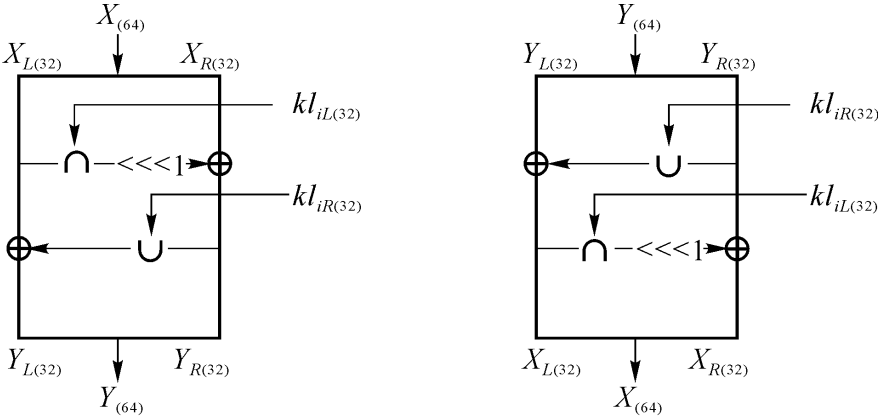 X(64) Y(64)
XL(32) XR(32) YL(32) YR(32)
kliL(32) kliR(32)
∩ <<<1 ⊕ ⊕ ∪
kliR(32) kliL(32)
⊕ ∪ ∩ <<<1 ⊕
YL(32) YR(32) XL(32) XR(32)
Y(64) X(64)